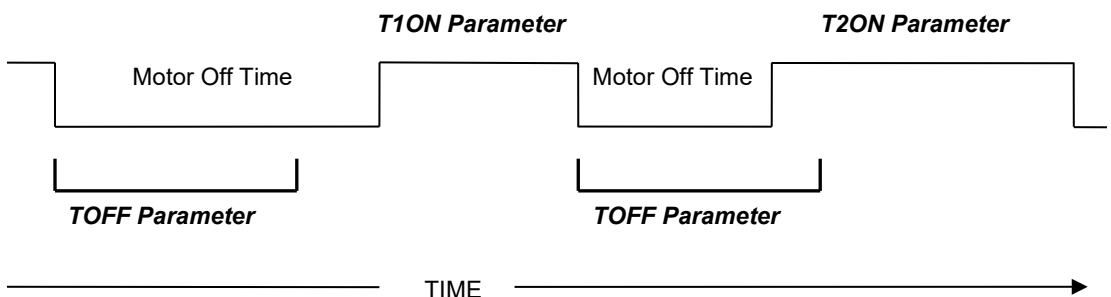 T1ON Parameter
T2ON Parameter
Motor Off Time
Motor Off Time
TOFF Parameter
TOFF Parameter
TIME